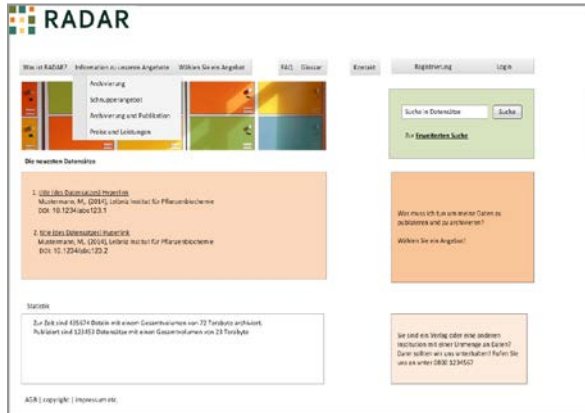 RADAR
Was ist RADAR? Information zu unseren Angebote Wählen Sie ein Angebot FAQ Glossar Kontakt Registrierung Login
Archivierung
Schnupperangebot
Archivierung und Publikation
Preise und Leistungen
Suche in Datensätze Suche
Zur Erweiterten Suche
Die neuesten Datensätze
1. title (des Datensatzes) Hyperlink
Mustermann, M., (2014), Leibniz Institut für Pflanzenbiochemie
DOI: 10.1234/abc123.1
2. title (des Datensatzes) Hyperlink
Mustermann, M., (2014), Leibniz Institut für Pflanzenbiochemie
DOI: 10.1234/abc.123.2
Was muss ich tun um meine Daten zu
publizieren und zu archivieren?
Wählen Sie ein Angebot!
Statistik
Zur Zeit sind 435674 Datein mit einem Gesamtvolumen von 72 Terabyte archiviert.
Publiziert sind 123453 Datensätze mit einem Gesamtvolumen von 23 Terabyte
Sie sind ein Verlag oder eine anderen
Institution mit einer Unmenge an Daten?
Dann sollten wir uns unterhalten! Rufen Sie
uns an unter 0800 1234567
AGB | copyright | impressum etc.